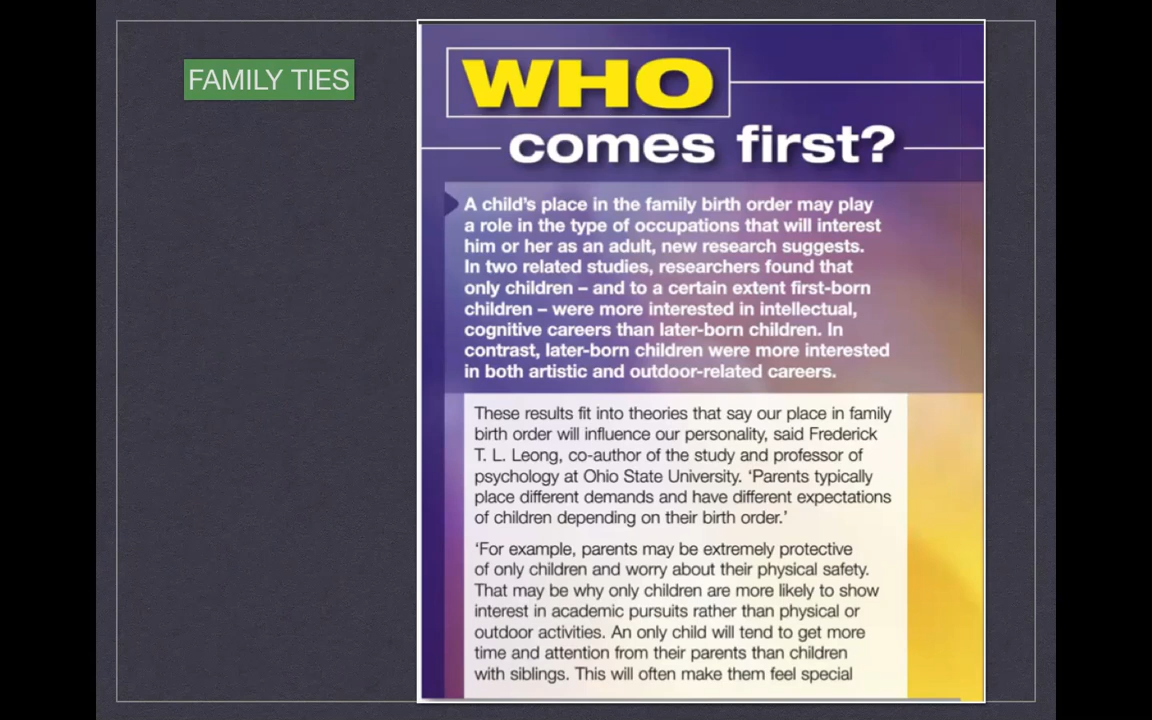 FAMILY TIES
WHO
comes first?
A child's place in the family birth order may play
a role in the type of occupations that will interest
him or her as an adult, new research suggests.
In two related studies, researchers found that
only children – and to a certain extent first-born
children – were more interested in intellectual,
cognitive careers than later-born children. In
contrast, later-born children were more interested
in both artistic and outdoor-related careers.
These results fit into theories that say our place in family
birth order will influence our personality, said Frederick
T. L. Leong, co-author of the study and professor of
psychology at Ohio State University. ‘Parents typically
place different demands and have different expectations
of children depending on their birth order.’
‘For example, parents may be extremely protective
of only children and worry about their physical safety.
That may be why only children are more likely to show
interest in academic pursuits rather than physical or
outdoor activities. An only child will tend to get more
time and attention from their parents than children
with siblings. This will often make them feel special